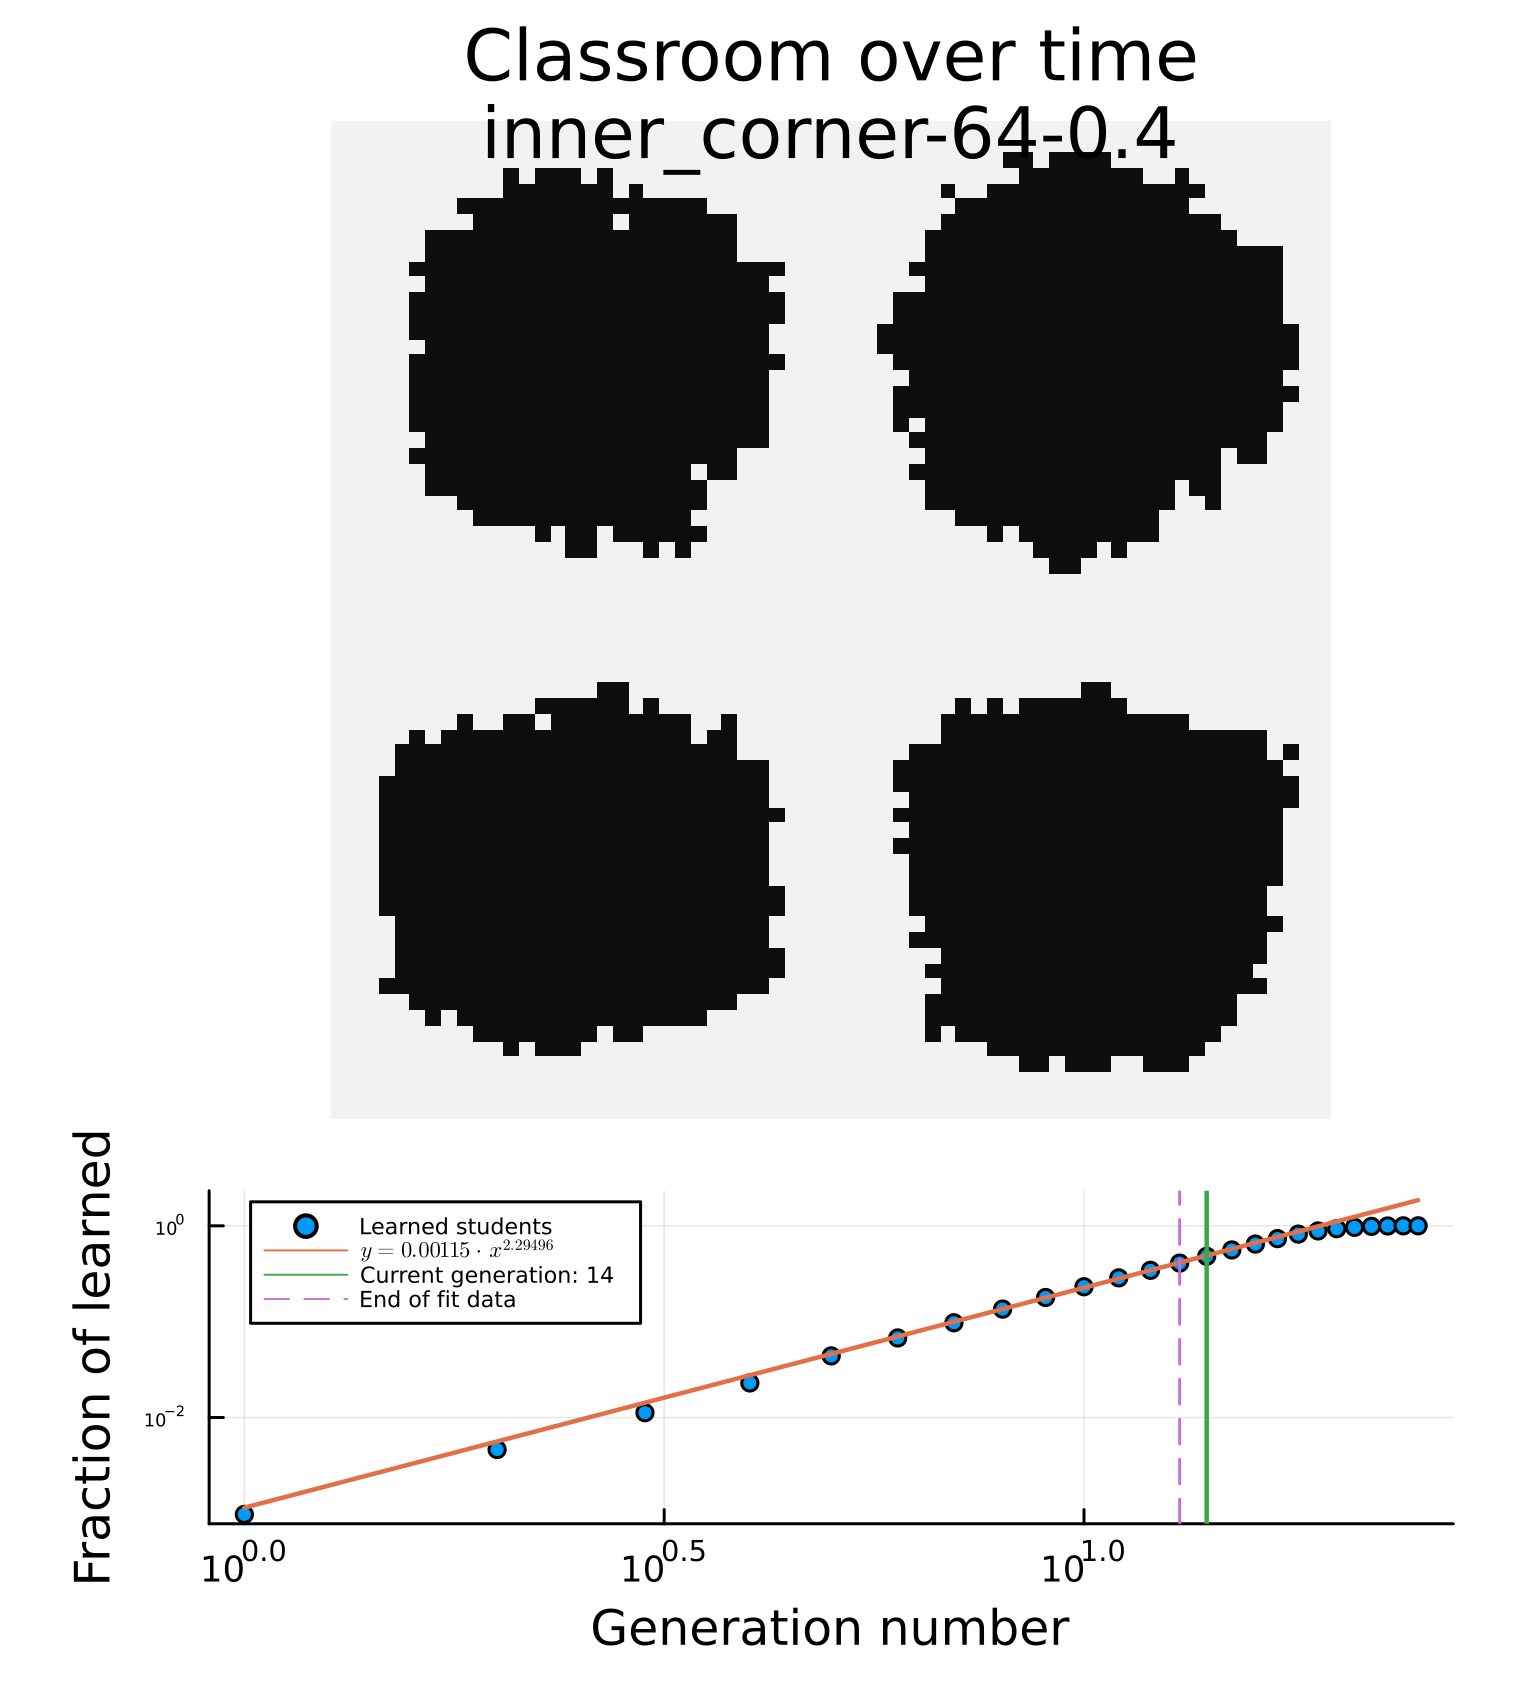 Classroom over time
inner_corner-64-0.4
Fraction of learned
10^0
10^−2
Learned students
y = 0.00115 · x^2.29496
Current generation: 14
End of fit data
10^0.0
10^0.5
10^1.0
Generation number